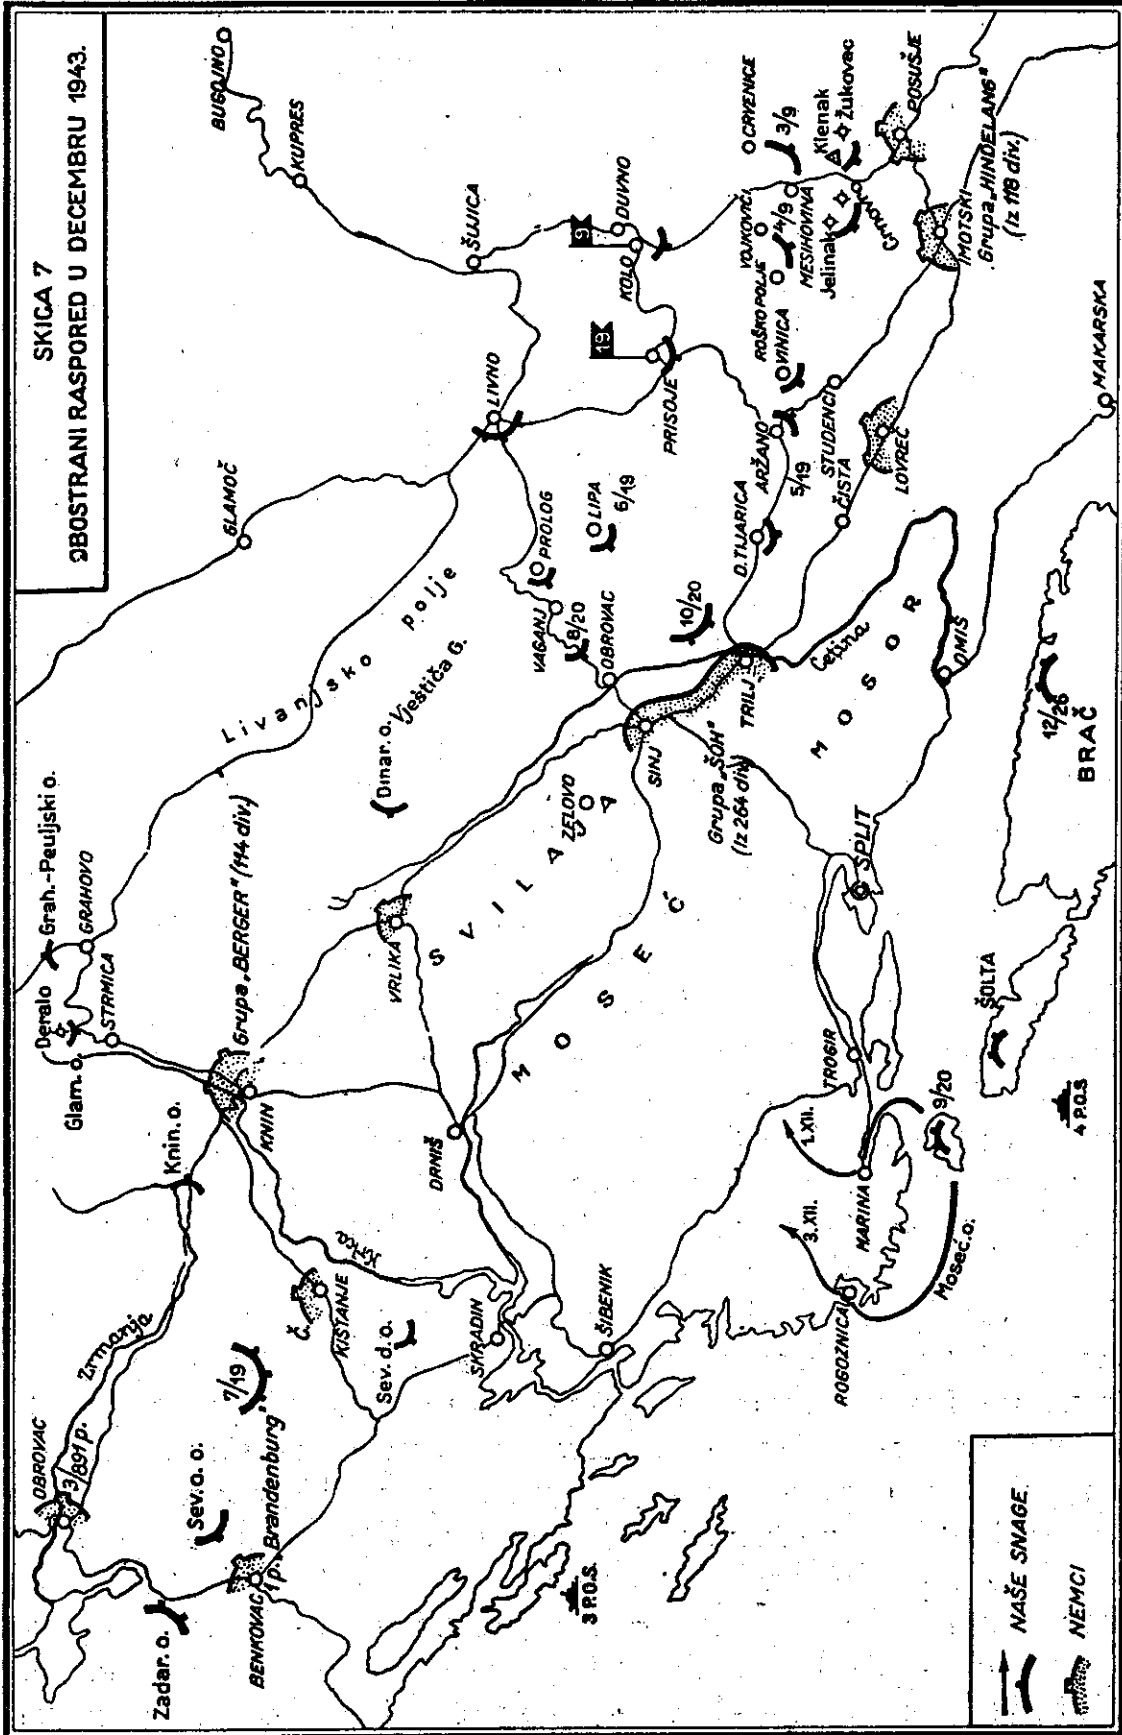 SKICA 7
OBOSTRANI RASPORED U DECEMBRU 1943.
BUGOJNO
KUPRES
ŠUJICA
GLAMOČ
LIVNO
Livanjsko polje
DUVNO
9
KOLO
19
PRISOJE
CRVENICE
3/9
Klenak
Žukovac
POSUŠJE
VOJKOVIĆI
4/9
MESIHOVINA
Jelinak
ROŠKO POLJE
VINICA
IMOTSKI
Grupa „HINDELANG"
(Iz 118 div.)
ARŽANO
5/19
STUDENCI
ČISTA
LOVREČ
MAKARSKA
D.TIJARICA
PROLOG
LIPA
6/19
VAGANJ
8/20
OBROVAC
10/20
TRILJ
Cetina
MOSOR
OMIŠ
12/26
BRAČ
Vještiča G.
Dinar. o.
SINJ
Grupa „ŠOH"
(Iz 264 div)
ZELOVO
SVILAJA
MOSEĆ
SPLIT
ŠOLTA
4 P.O.S
Grah.-Peuljski o.
GRAHOVO
Deralo
Glam. o.
STRMICA
Grupa „BERGER" (114 div.)
VRLIKA
KNIN
Knin. o.
DRNIŠ
TROGIR
1.XII.
9/20
MARINA
3.XII.
Moseć. o.
ROGOZNICA
Krka
Č.
KISTANJE
Sev. d. o.
SKRADIN
ŠIBENIK
Zrmanja
7/19
OBROVAC
3/891 p.
Sev. o. o.
BENKOVAC
1 p. „Brandenburg"
Zadar. o.
3 P.O.S.
NAŠE SNAGE
NEMCI